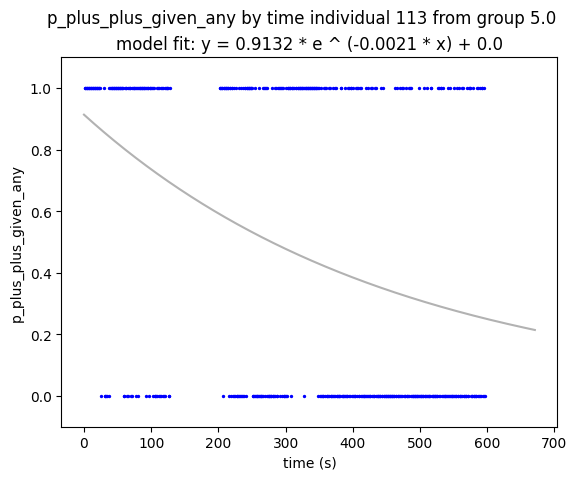 p_plus_plus_given_any by time individual 113 from group 5.0
model fit: y = 0.9132 * e ^ (-0.0021 * x) + 0.0
1.0
0.8
0.6
0.4
0.2
0.0
p_plus_plus_given_any
0 100 200 300 400 500 600 700
time (s)